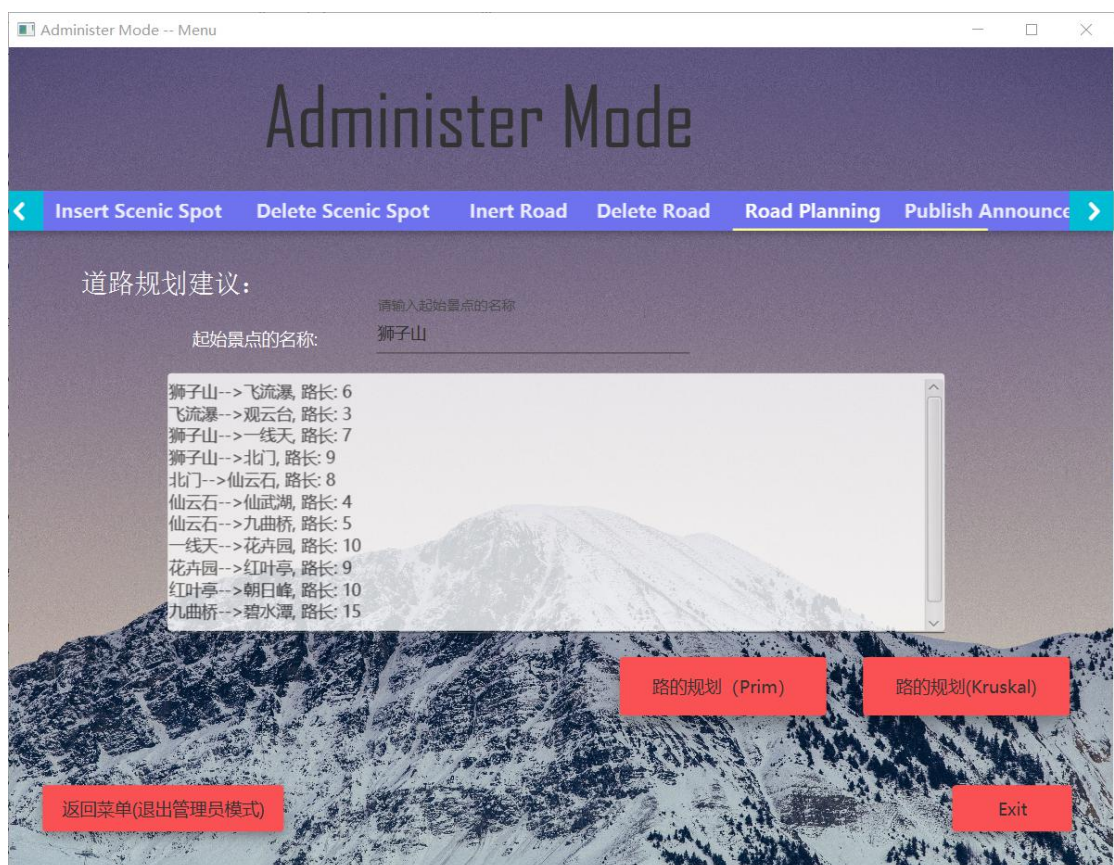 Administer Mode -- Menu
Administer Mode
Insert Scenic Spot Delete Scenic Spot Inert Road Delete Road Road Planning Publish Announce
道路规划建议：
请输入起始景点的名称
起始景点的名称: 狮子山
狮子山-->飞流瀑, 路长: 6
飞流瀑-->观云台, 路长: 3
狮子山-->一线天, 路长: 7
狮子山-->北门, 路长: 9
北门-->仙云石, 路长: 8
仙云石-->仙武湖, 路长: 4
仙云石-->九曲桥, 路长: 5
一线天-->花卉园, 路长: 10
花卉园-->红叶亭, 路长: 9
红叶亭-->朝日峰, 路长: 10
九曲桥-->碧水潭, 路长: 15
路的规划（Prim） 路的规划(Kruskal)
返回菜单(退出管理员模式) Exit